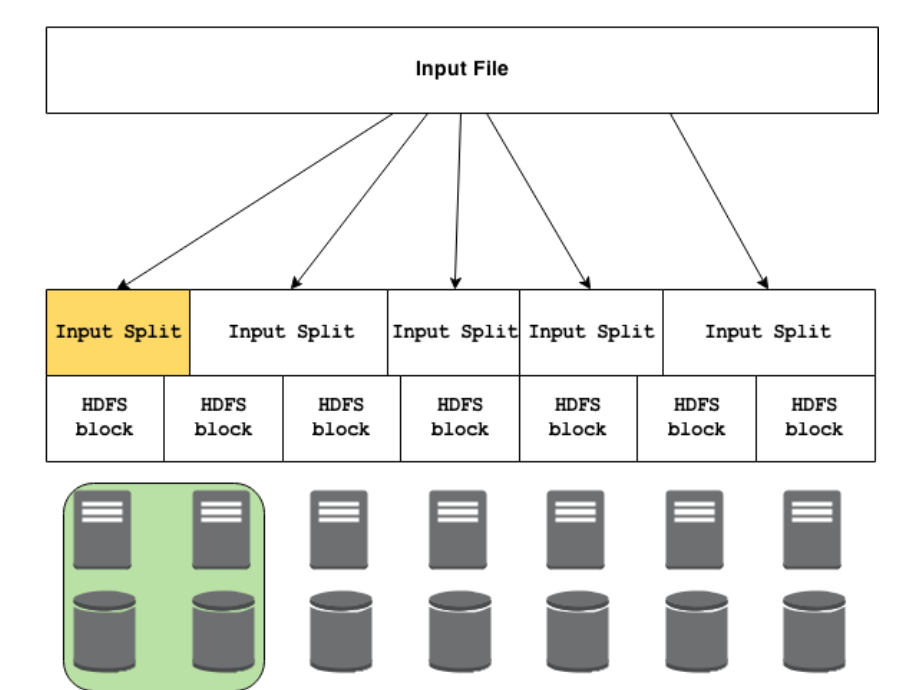 Input File
Input Split Input Split Input Split Input Split Input Split
HDFS HDFS HDFS HDFS HDFS HDFS HDFS
block block block block block block block